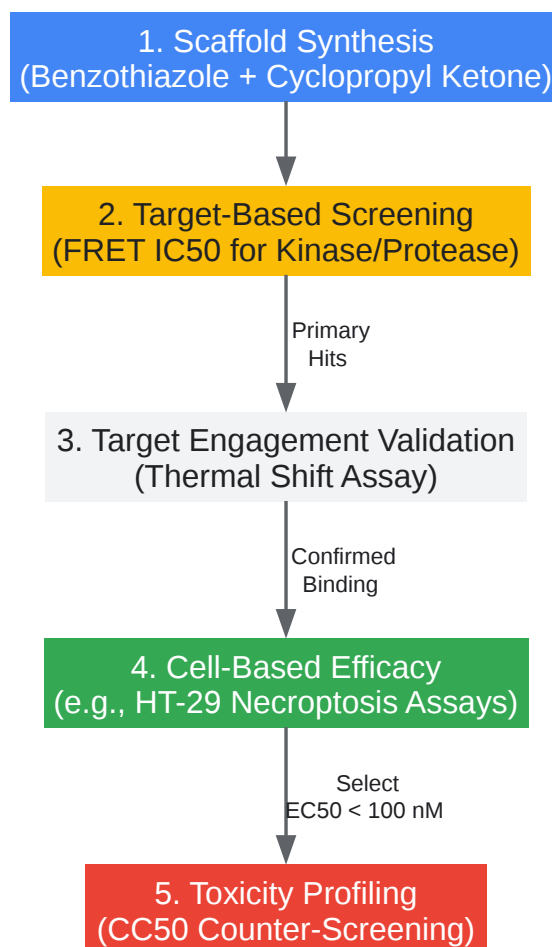 1. Scaffold Synthesis
(Benzothiazole + Cyclopropyl Ketone)
2. Target-Based Screening
(FRET IC50 for Kinase/Protease)
Primary
Hits
3. Target Engagement Validation
(Thermal Shift Assay)
Confirmed
Binding
4. Cell-Based Efficacy
(e.g., HT-29 Necroptosis Assays)
Select
EC50 < 100 nM
5. Toxicity Profiling
(CC50 Counter-Screening)